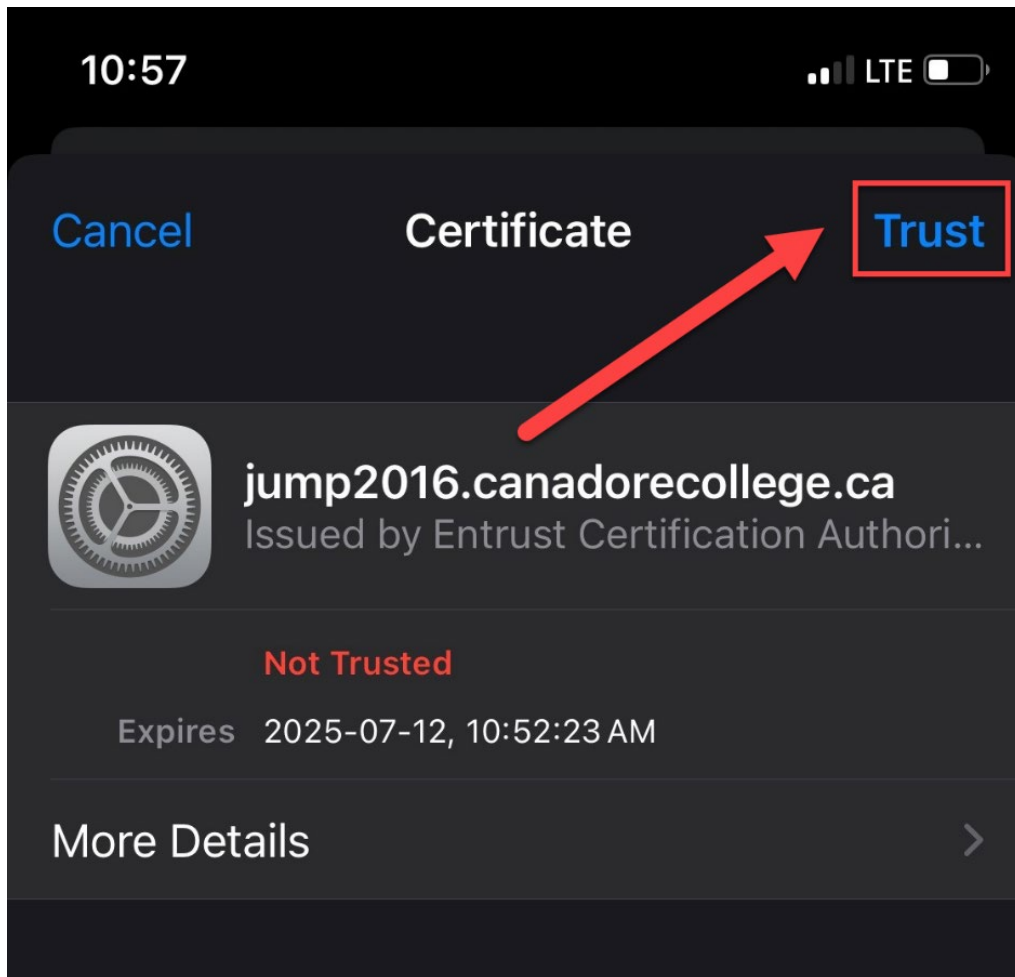 10:57 LTE
Cancel Certificate Trust
jump2016.canadorecollege.ca
Issued by Entrust Certification Authori...
Not Trusted
Expires 2025-07-12, 10:52:23 AM
More Details